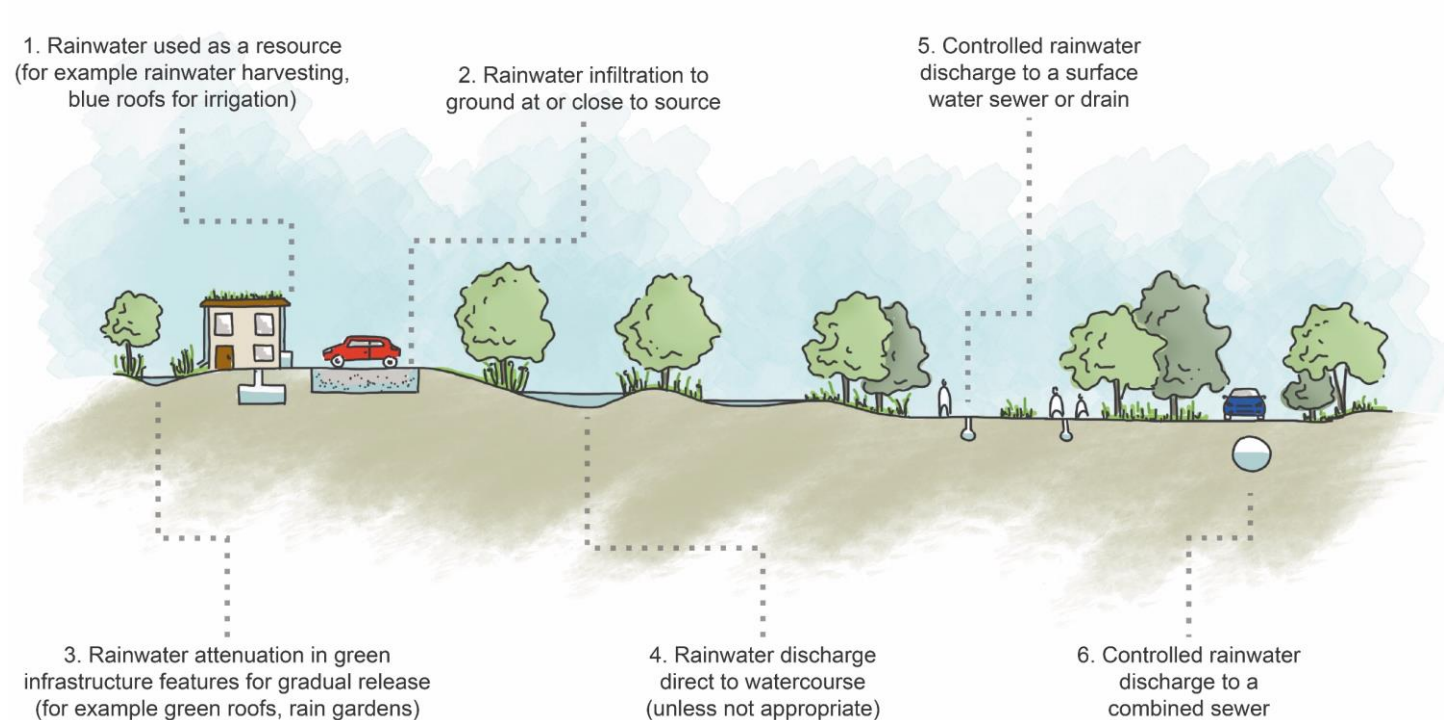 1. Rainwater used as a resource
(for example rainwater harvesting,
blue roofs for irrigation)
2. Rainwater infiltration to
ground at or close to source
5. Controlled rainwater
discharge to a surface
water sewer or drain
3. Rainwater attenuation in green
infrastructure features for gradual release
(for example green roofs, rain gardens)
4. Rainwater discharge
direct to watercourse
(unless not appropriate)
6. Controlled rainwater
discharge to a
combined sewer